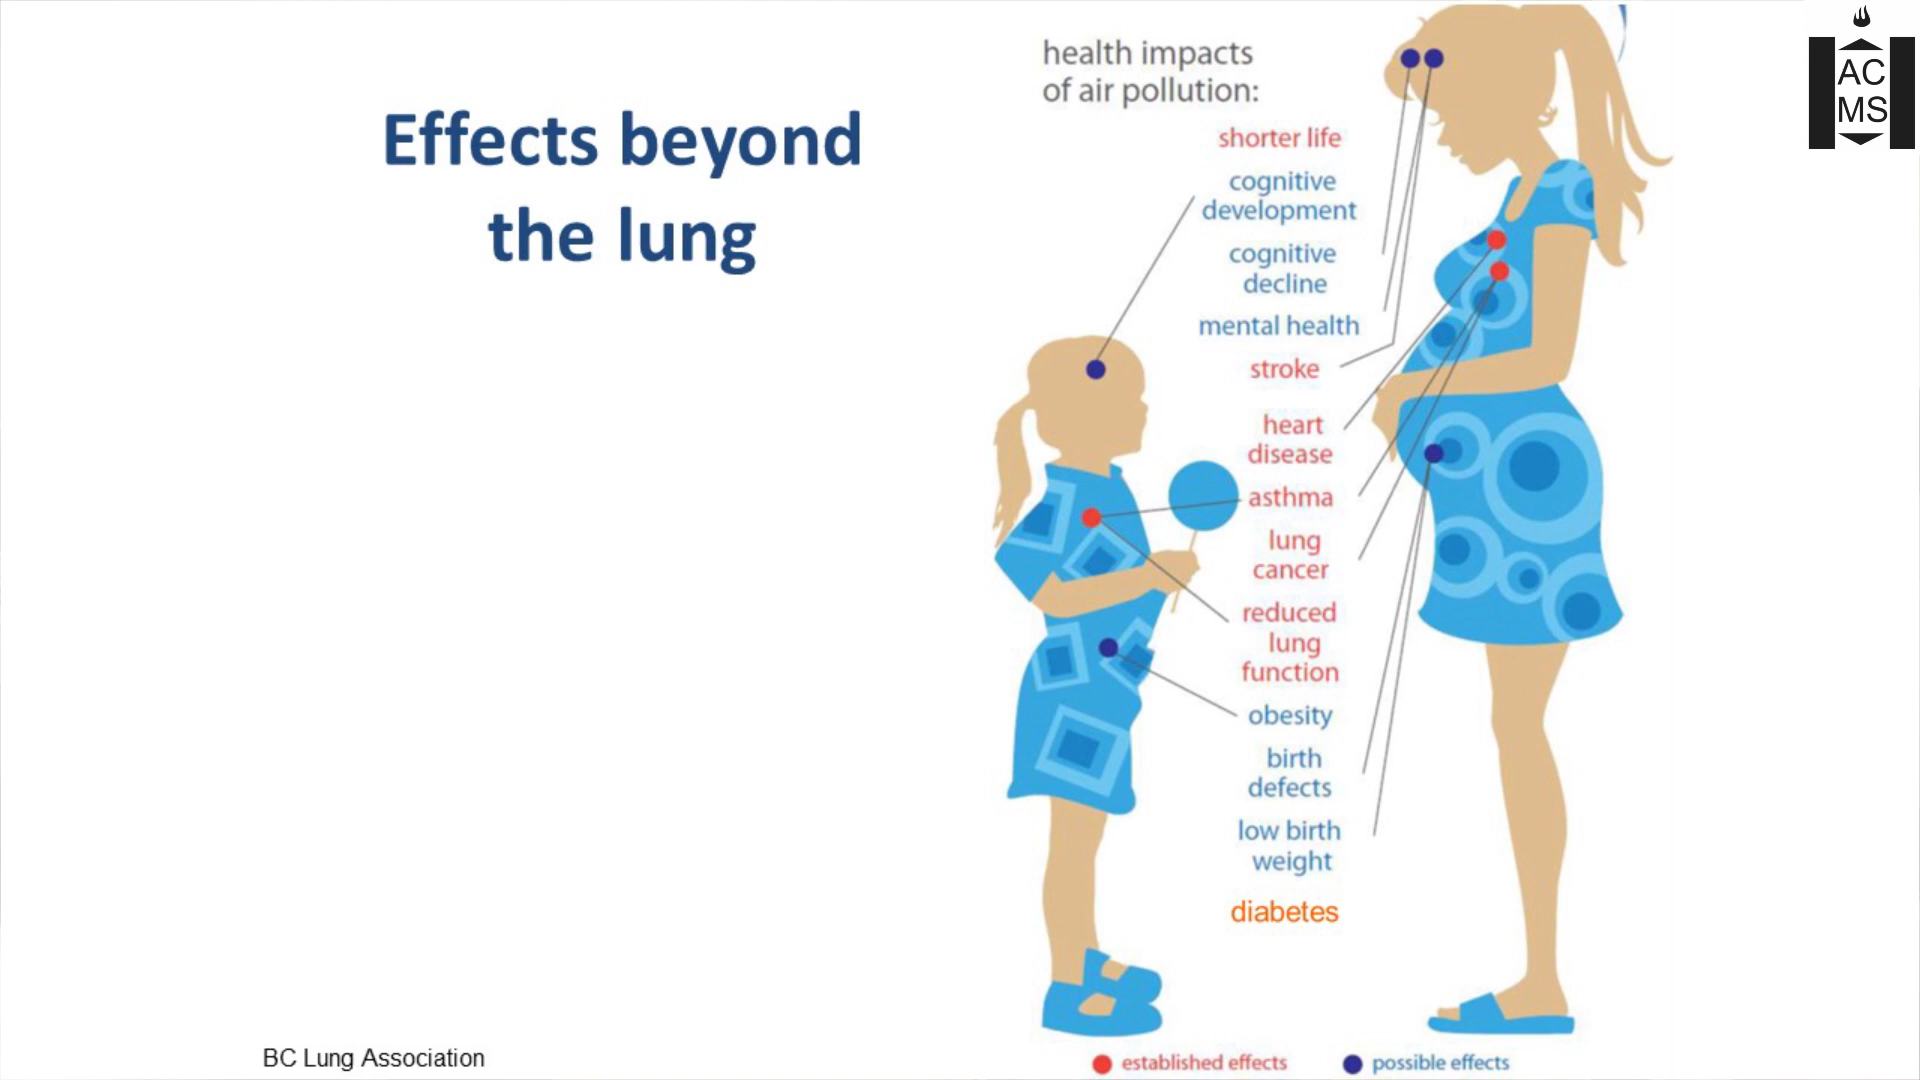 Effects beyond
the lung
health impacts
of air pollution:
shorter life
cognitive
development
cognitive
decline
mental health
stroke
heart
disease
asthma
lung
cancer
reduced
lung
function
obesity
birth
defects
low birth
weight
diabetes
established effects
possible effects
BC Lung Association
AC
MS